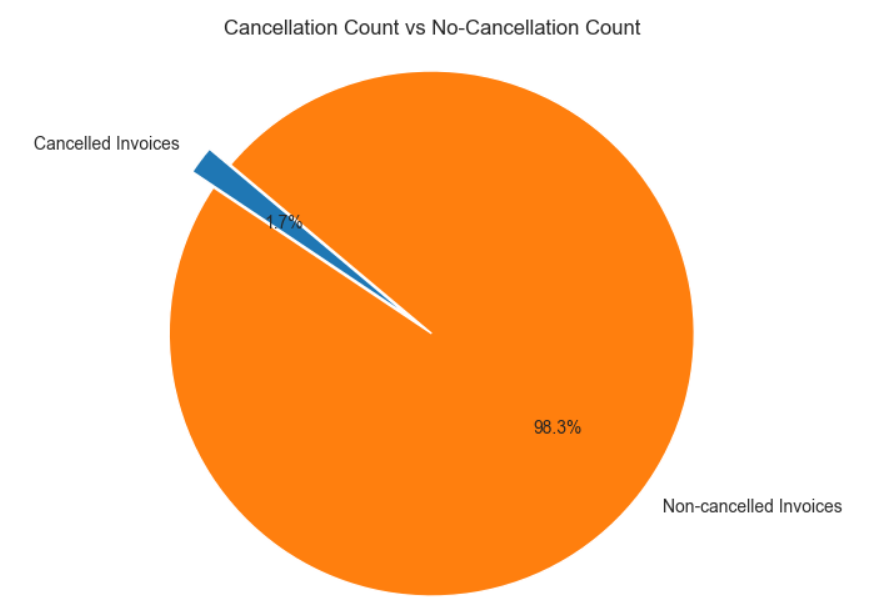 Cancellation Count vs No-Cancellation Count
Cancelled Invoices
1.7%
98.3%
Non-cancelled Invoices